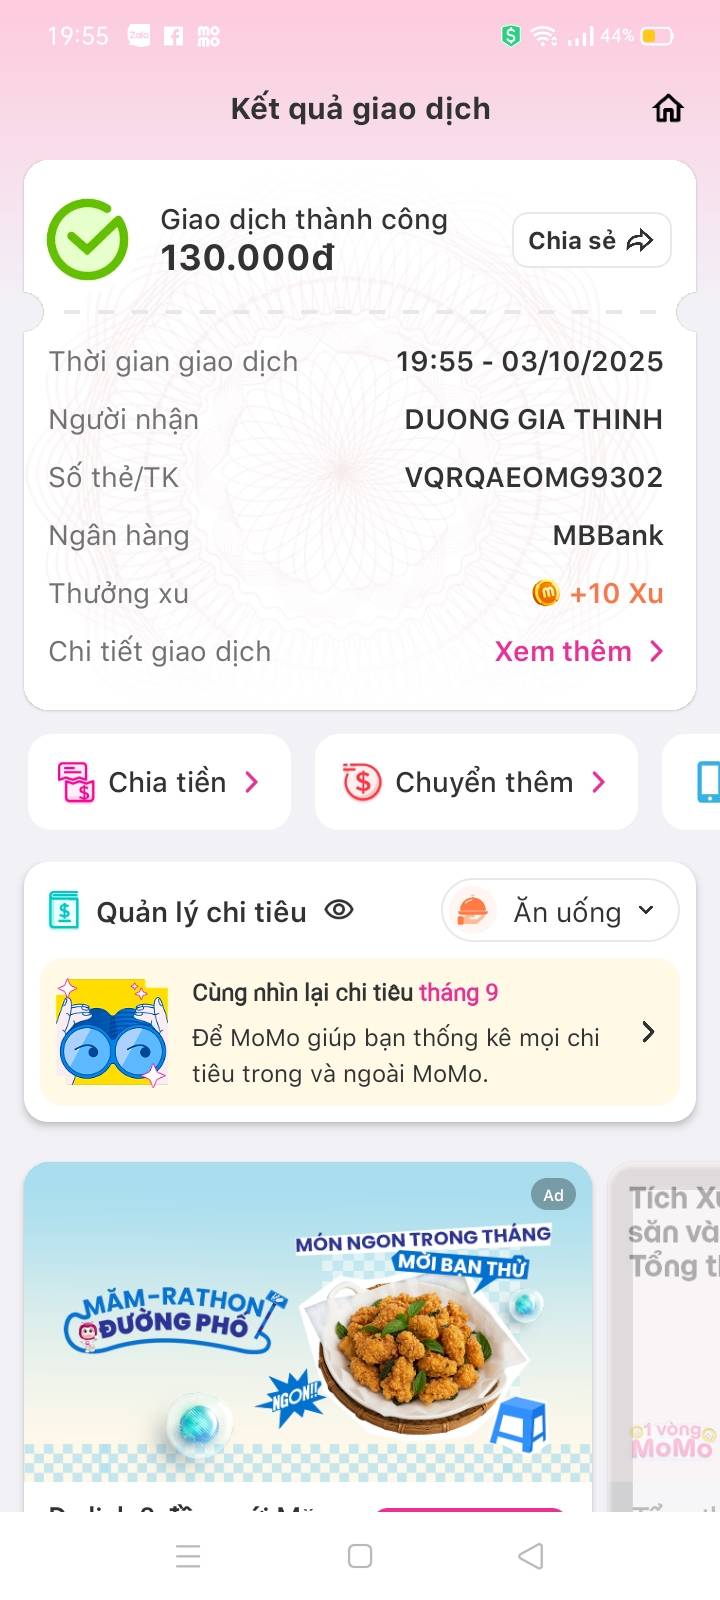 19:55
Zalo
momo
44%
Kết quả giao dịch
Giao dịch thành công
130.000đ
Chia sẻ
Thời gian giao dịch 19:55 - 03/10/2025
Người nhận DUONG GIA THINH
Số thẻ/TK VQRQAEOMG9302
Ngân hàng MBBank
Thưởng xu +10 Xu
Chi tiết giao dịch Xem thêm
Chia tiền
Chuyển thêm
Quản lý chi tiêu
Ăn uống
Cùng nhìn lại chi tiêu tháng 9
Để MoMo giúp bạn thống kê mọi chi
tiêu trong và ngoài MoMo.
Ad
MÓN NGON TRONG THÁNG
MỜI BẠN THỬ
MĂM-RATHON
ĐƯỜNG PHỐ
NGON!!
Tích Xu
săn và
Tổng t
1 vòng
MoMo